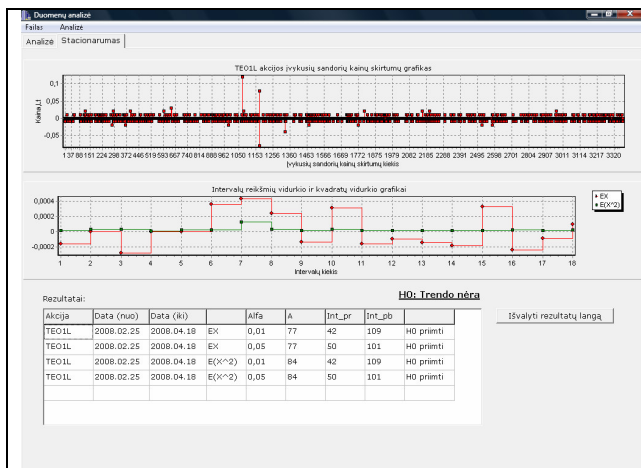 Duomenų analizė
Failas Analizė
Analizė Stacionarumas
TEO1L akcijos įvykusių sandorių kainų skirtumų grafikas
Kaina,Lt
0,1
0,05
0
-0,05
1 37 88 151 224 298 372 446 519 593 667 740 814 888 962 1050 1153 1256 1360 1463 1566 1669 1772 1875 1979 2082 2185 2288 2391 2495 2598 2701 2804 2907 3011 3114 3217 3320
Įvykusių sandorių kainų skirtumų kiekis
Intervalų reikšmių vidurkio ir kvadratų vidurkio grafikai
0,0004
0,0002
0
-0,0002
1 2 3 4 5 6 7 8 9 10 11 12 13 14 15 16 17 18
Intervalų kiekis
EX
E(X^2)
Rezultatai:
H0: Trendo nėra
Akcija Data (nuo) Data (iki) Alfa A Int_pr Int_pb
TEO1L 2008.02.25 2008.04.18 EX 0,01 77 42 109 H0 priimti
TEO1L 2008.02.25 2008.04.18 EX 0,05 77 50 101 H0 priimti
TEO1L 2008.02.25 2008.04.18 E(X^2) 0,01 84 42 109 H0 priimti
TEO1L 2008.02.25 2008.04.18 E(X^2) 0,05 84 50 101 H0 priimti
Išvalyti rezultatų langą